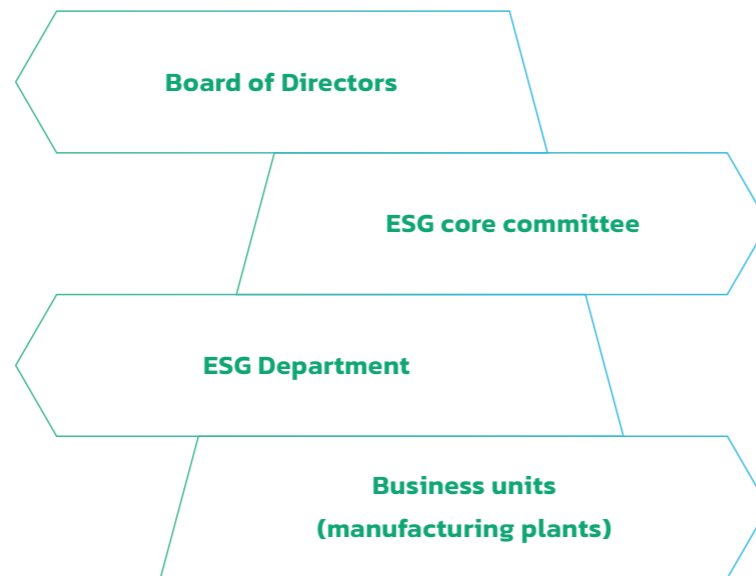 Board of Directors
ESG core committee
ESG Department
Business units
(manufacturing plants)